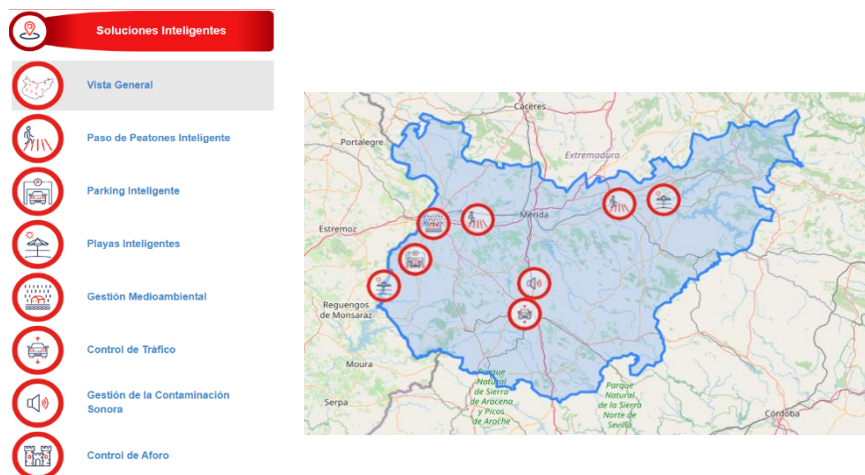 Soluciones Inteligentes
Vista General
Paso de Peatones Inteligente
Parking Inteligente
Playas Inteligentes
Gestión Medioambiental
Control de Tráfico
Gestión de la Contaminación
Sonora
Control de Aforo
Cáceres
Portalegre
Extremadura
Estremoz
Mérida
Reguengos
de Monsaraz
Moura
Serpa
Parque
Natural
de Sierra
de Aracena
y Picos
de Aroche
Parque
Natural
de la Sierra
Norte de
Sevilla
Córdoba